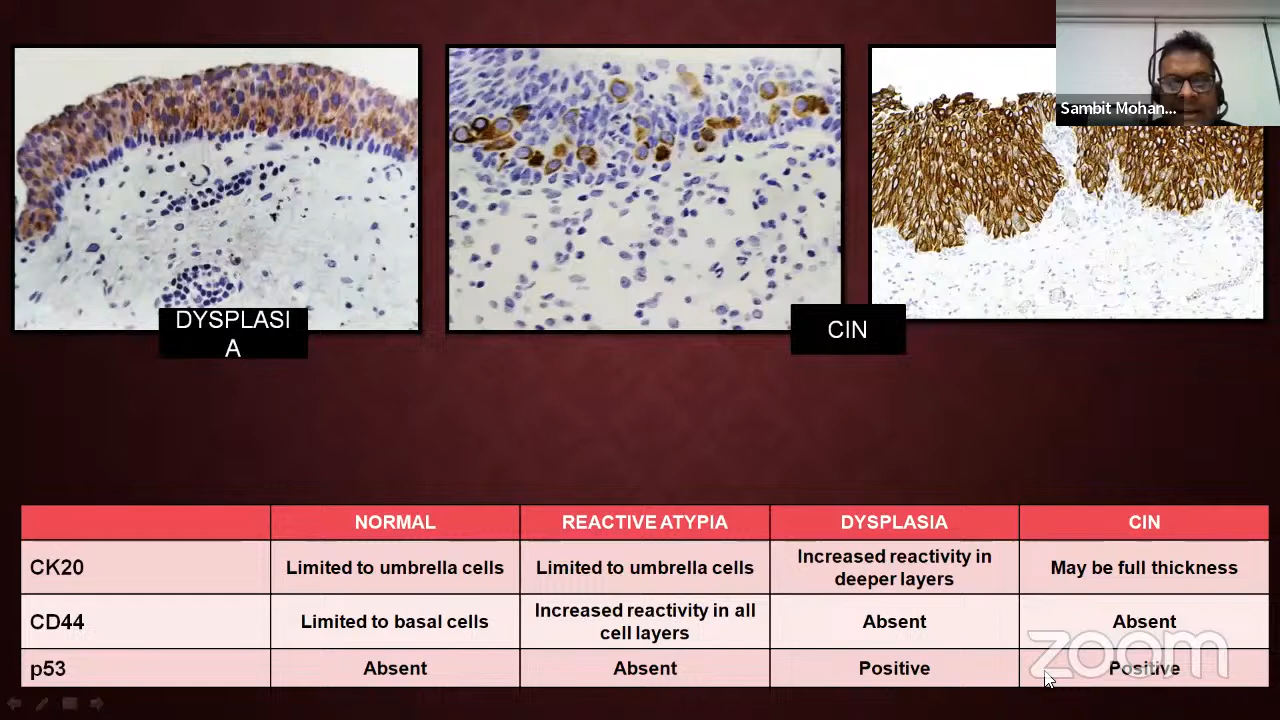 Sambit Mohan...
DYSPLASI
A
CIN
NORMAL
REACTIVE ATYPIA
DYSPLASIA
CIN
CK20
Limited to umbrella cells
Limited to umbrella cells
Increased reactivity in
deeper layers
May be full thickness
CD44
Limited to basal cells
Increased reactivity in all
cell layers
Absent
Absent
p53
Absent
Absent
Positive
Positive
zoom